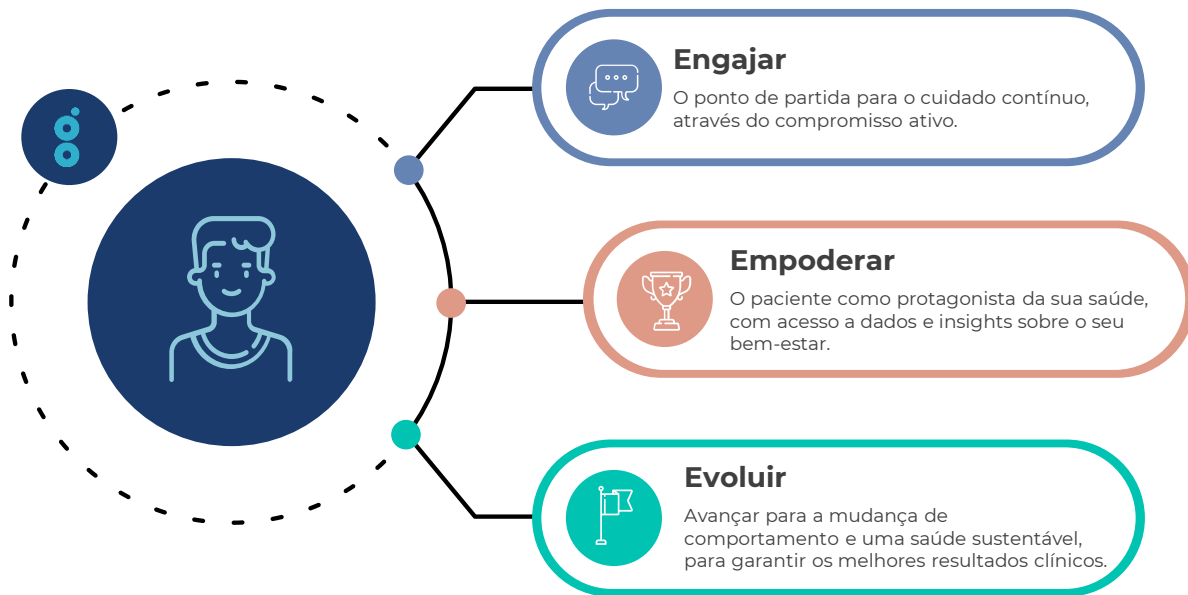 Engajar
O ponto de partida para o cuidado contínuo,
através do compromisso ativo.
Empoderar
O paciente como protagonista da sua saúde,
com acesso a dados e insights sobre o seu
bem-estar.
Evoluir
Avançar para a mudança de
comportamento e uma saúde sustentável,
para garantir os melhores resultados clínicos.